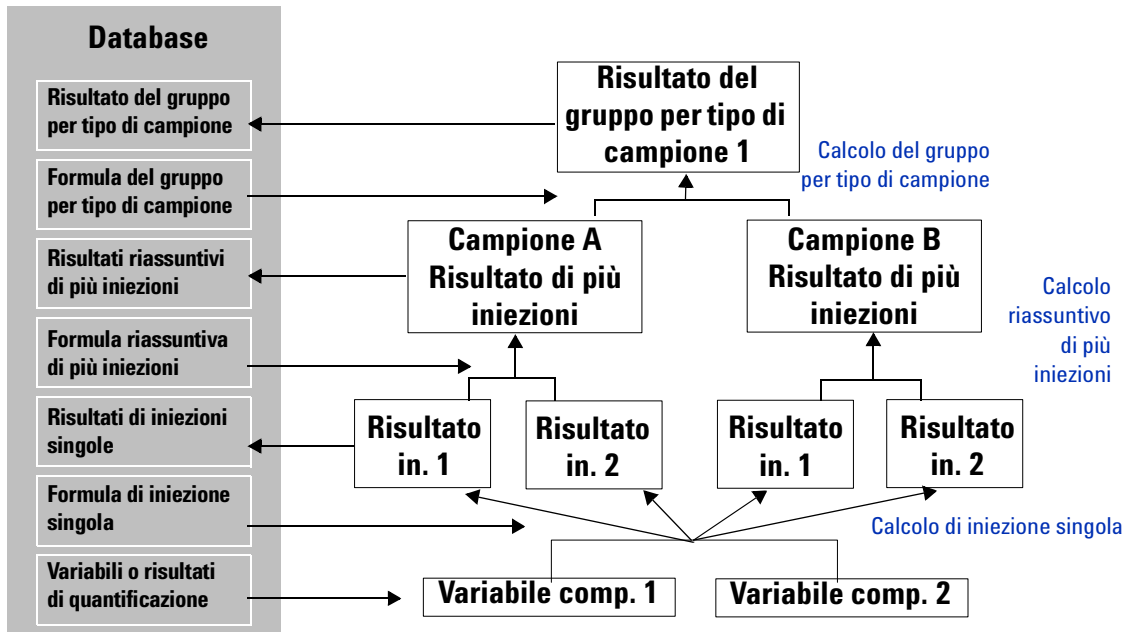 Database
Risultato del gruppo
per tipo di campione
Formula del gruppo
per tipo di campione
Risultati riassuntivi
di più iniezioni
Formula riassuntiva
di più iniezioni
Risultati di iniezioni
singole
Formula di iniezione
singola
Variabili o risultati
di quantificazione
Risultato del
gruppo per tipo di
campione 1
Calcolo del gruppo
per tipo di campione
Campione A
Risultato di più
iniezioni
Campione B
Risultato di più
iniezioni
Calcolo
riassuntivo
di più
iniezioni
Risultato
in. 1
Risultato
in. 2
Risultato
in. 1
Risultato
in. 2
Calcolo di iniezione singola
Variabile comp. 1
Variabile comp. 2